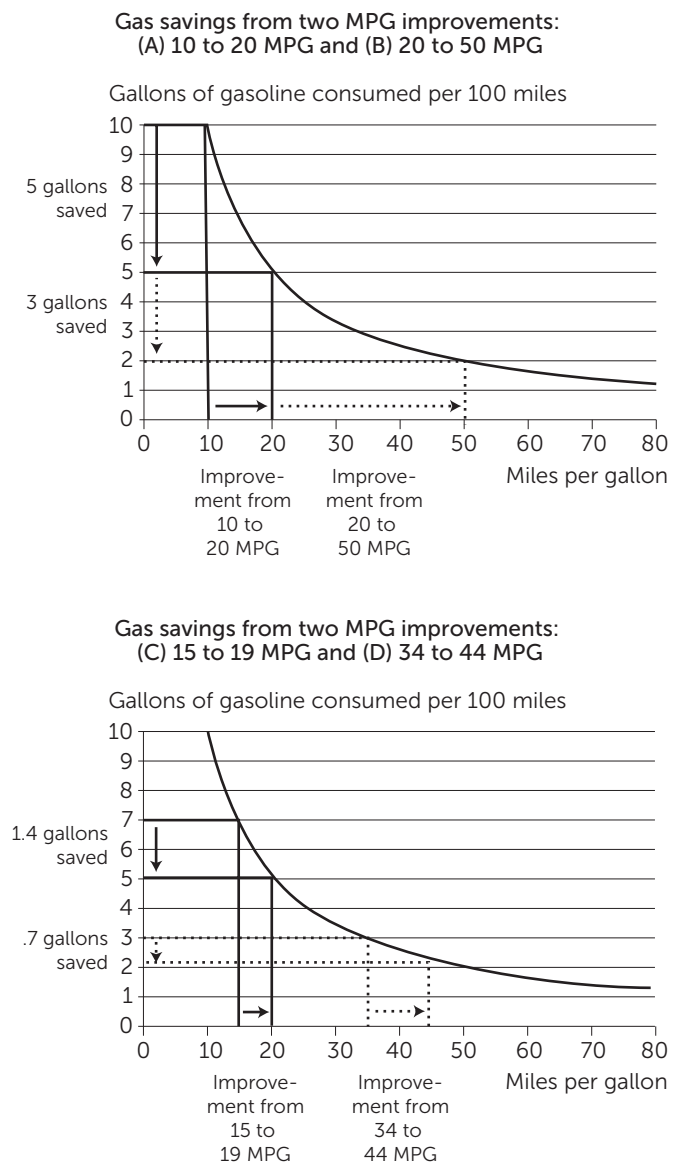 Gas savings from two MPG improvements:
(A) 10 to 20 MPG and (B) 20 to 50 MPG
Gallons of gasoline consumed per 100 miles
10
9
8
7
6
5
4
3
2
1
0
5 gallons
saved
3 gallons
saved
0 10 20 30 40 50 60 70 80
Miles per gallon
Improve-
ment from
10 to
20 MPG
Improve-
ment from
20 to
50 MPG
Gas savings from two MPG improvements:
(C) 15 to 19 MPG and (D) 34 to 44 MPG
Gallons of gasoline consumed per 100 miles
10
9
8
7
6
5
4
3
2
1
0
1.4 gallons
saved
.7 gallons
saved
0 10 20 30 40 50 60 70 80
Miles per gallon
Improve-
ment from
15 to
19 MPG
Improve-
ment from
34 to
44 MPG